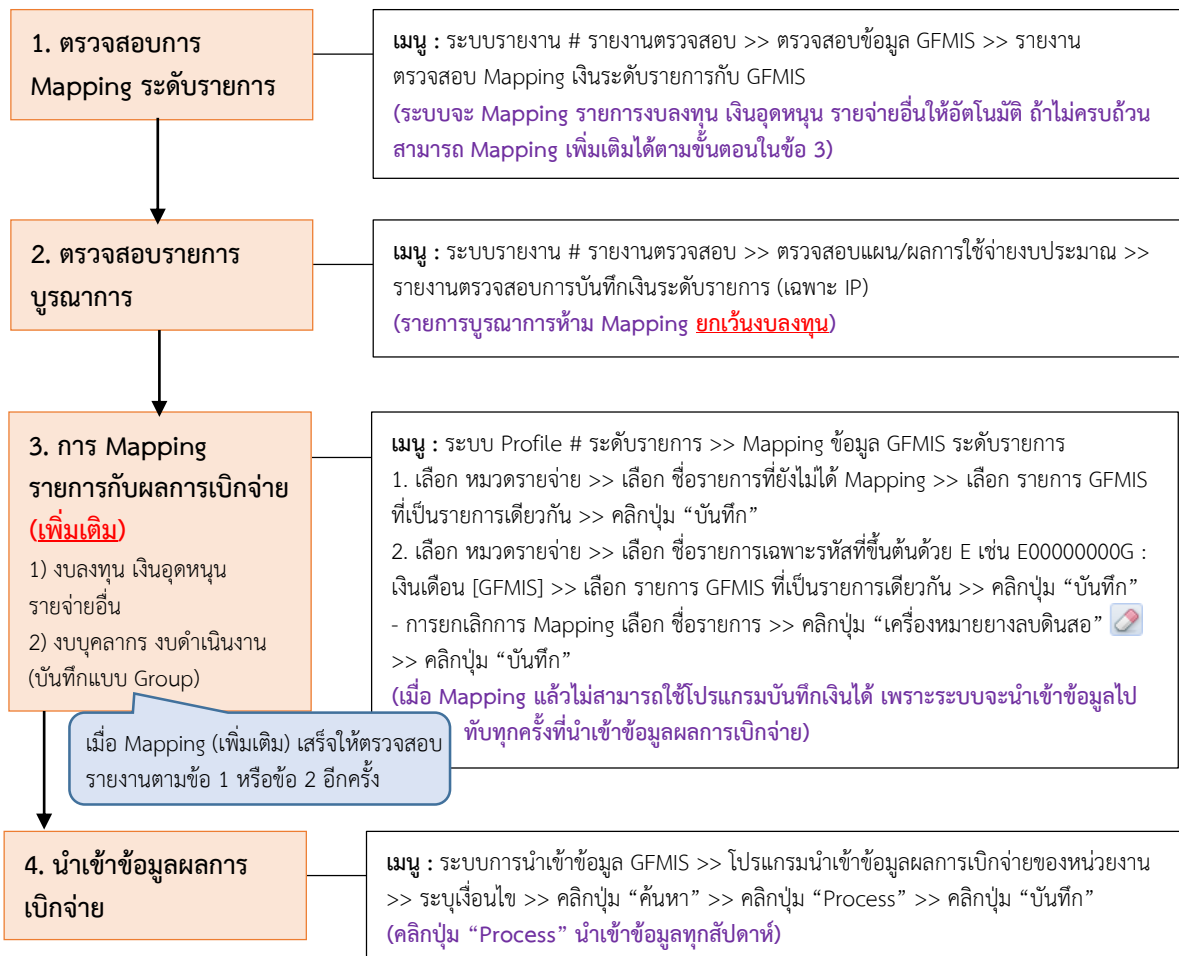 1. ตรวจสอบการ
Mapping ระดับรายการ
เมนู : ระบบรายงาน # รายงานตรวจสอบ >> ตรวจสอบข้อมูล GFMIS >> รายงาน
ตรวจสอบ Mapping เงินระดับรายการกับ GFMIS
(ระบบจะ Mapping รายการงบลงทุน เงินอุดหนุน รายจ่ายอื่นให้อัตโนมัติ ถ้าไม่ครบถ้วน
สามารถ Mapping เพิ่มเติมได้ตามขั้นตอนในข้อ 3)
2. ตรวจสอบรายการ
บูรณาการ
เมนู : ระบบรายงาน # รายงานตรวจสอบ >> ตรวจสอบแผน/ผลการใช้จ่ายงบประมาณ >>
รายงานตรวจสอบการบันทึกเงินระดับรายการ (เฉพาะ IP)
(รายการบูรณาการห้าม Mapping ยกเว้นงบลงทุน)
3. การ Mapping
รายการกับผลการเบิกจ่าย
(เพิ่มเติม)
1) งบลงทุน เงินอุดหนุน
รายจ่ายอื่น
2) งบบุคลากร งบดำเนินงาน
(บันทึกแบบ Group)
เมนู : ระบบ Profile # ระดับรายการ >> Mapping ข้อมูล GFMIS ระดับรายการ
1. เลือก หมวดรายจ่าย >> เลือก ชื่อรายการที่ยังไม่ได้ Mapping >> เลือก รายการ GFMIS
ที่เป็นรายการเดียวกัน >> คลิกปุ่ม “บันทึก”
2. เลือก หมวดรายจ่าย >> เลือก ชื่อรายการเฉพาะรหัสที่ขึ้นต้นด้วย E เช่น E00000000G :
เงินเดือน [GFMIS] >> เลือก รายการ GFMIS ที่เป็นรายการเดียวกัน >> คลิกปุ่ม “บันทึก”
- การยกเลิกการ Mapping เลือก ชื่อรายการ >> คลิกปุ่ม “เครื่องหมายยางลบดินสอ”
>> คลิกปุ่ม “บันทึก”
(เมื่อ Mapping แล้วไม่สามารถใช้โปรแกรมบันทึกเงินได้ เพราะระบบจะนำเข้าข้อมูลไป
ทับทุกครั้งที่นำเข้าข้อมูลผลการเบิกจ่าย)
เมื่อ Mapping (เพิ่มเติม) เสร็จให้ตรวจสอบ
รายงานตามข้อ 1 หรือข้อ 2 อีกครั้ง
4. นำเข้าข้อมูลผลการ
เบิกจ่าย
เมนู : ระบบการนำเข้าข้อมูล GFMIS >> โปรแกรมนำเข้าข้อมูลผลการเบิกจ่ายของหน่วยงาน
>> ระบุเงื่อนไข >> คลิกปุ่ม “ค้นหา” >> คลิกปุ่ม “Process” >> คลิกปุ่ม “บันทึก”
(คลิกปุ่ม “Process” นำเข้าข้อมูลทุกสัปดาห์)